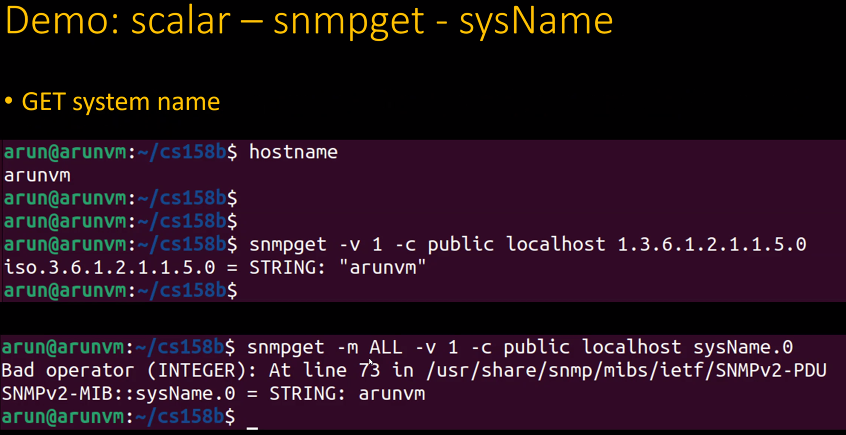 Demo: scalar – snmpget - sysName
• GET system name
arun@arunvm:~/cs158b$ hostname
arunvm
arun@arunvm:~/cs158b$
arun@arunvm:~/cs158b$
arun@arunvm:~/cs158b$ snmpget -v 1 -c public localhost 1.3.6.1.2.1.1.5.0
iso.3.6.1.2.1.1.5.0 = STRING: "arunvm"
arun@arunvm:~/cs158b$
arun@arunvm:~/cs158b$ snmpget -m ALL -v 1 -c public localhost sysName.0
Bad operator (INTEGER): At line 73 in /usr/share/snmp/mibs/ietf/SNMPv2-PDU
SNMPv2-MIB::sysName.0 = STRING: arunvm
arun@arunvm:~/cs158b$